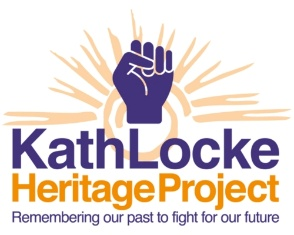 KathLocke
Heritage Project
Remembering our past to fight for our future